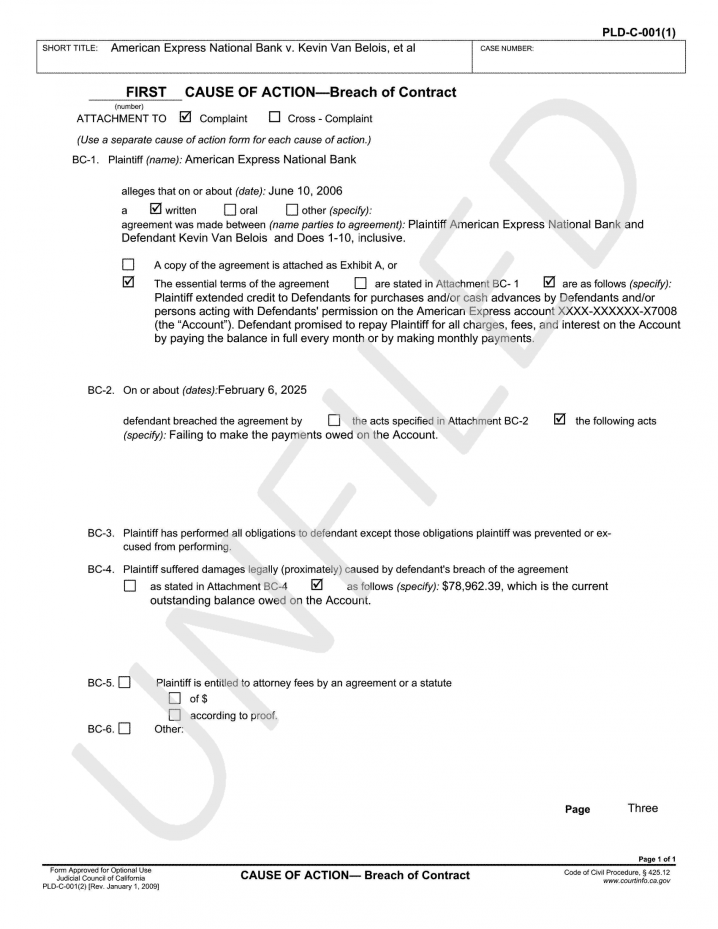 PLD-C-001(1)
SHORT TITLE: American Express National Bank v. Kevin Van Belois, et al
CASE NUMBER:
FIRST CAUSE OF ACTION—Breach of Contract
(number)
ATTACHMENT TO ☑ Complaint ☐ Cross - Complaint
(Use a separate cause of action form for each cause of action.)
BC-1. Plaintiff (name): American Express National Bank
alleges that on or about (date): June 10, 2006
a ☑ written ☐ oral ☐ other (specify):
agreement was made between (name parties to agreement): Plaintiff American Express National Bank and
Defendant Kevin Van Belois and Does 1-10, inclusive.
☐ A copy of the agreement is attached as Exhibit A, or
☑ The essential terms of the agreement ☐ are stated in Attachment BC- 1 ☑ are as follows (specify):
Plaintiff extended credit to Defendants for purchases and/or cash advances by Defendants and/or
persons acting with Defendants' permission on the American Express account XXXX-XXXXXX-X7008
(the “Account”). Defendant promised to repay Plaintiff for all charges, fees, and interest on the Account
by paying the balance in full every month or by making monthly payments.
BC-2. On or about (dates):February 6, 2025
defendant breached the agreement by ☐ the acts specified in Attachment BC-2 ☑ the following acts
(specify): Failing to make the payments owed on the Account.
BC-3. Plaintiff has performed all obligations to defendant except those obligations plaintiff was prevented or ex-
cused from performing.
BC-4. Plaintiff suffered damages legally (proximately) caused by defendant's breach of the agreement
☐ as stated in Attachment BC-4 ☑ as follows (specify): $78,962.39, which is the current
outstanding balance owed on the Account.
BC-5. ☐ Plaintiff is entitled to attorney fees by an agreement or a statute
☐ of $
☐ according to proof.
BC-6. ☐ Other:
UNFILED
Page Three
Page 1 of 1
Form Approved for Optional Use
Judicial Council of California
PLD-C-001(2) [Rev. January 1, 2009]
CAUSE OF ACTION— Breach of Contract
Code of Civil Procedure, § 425.12
www.courtinfo.ca.gov